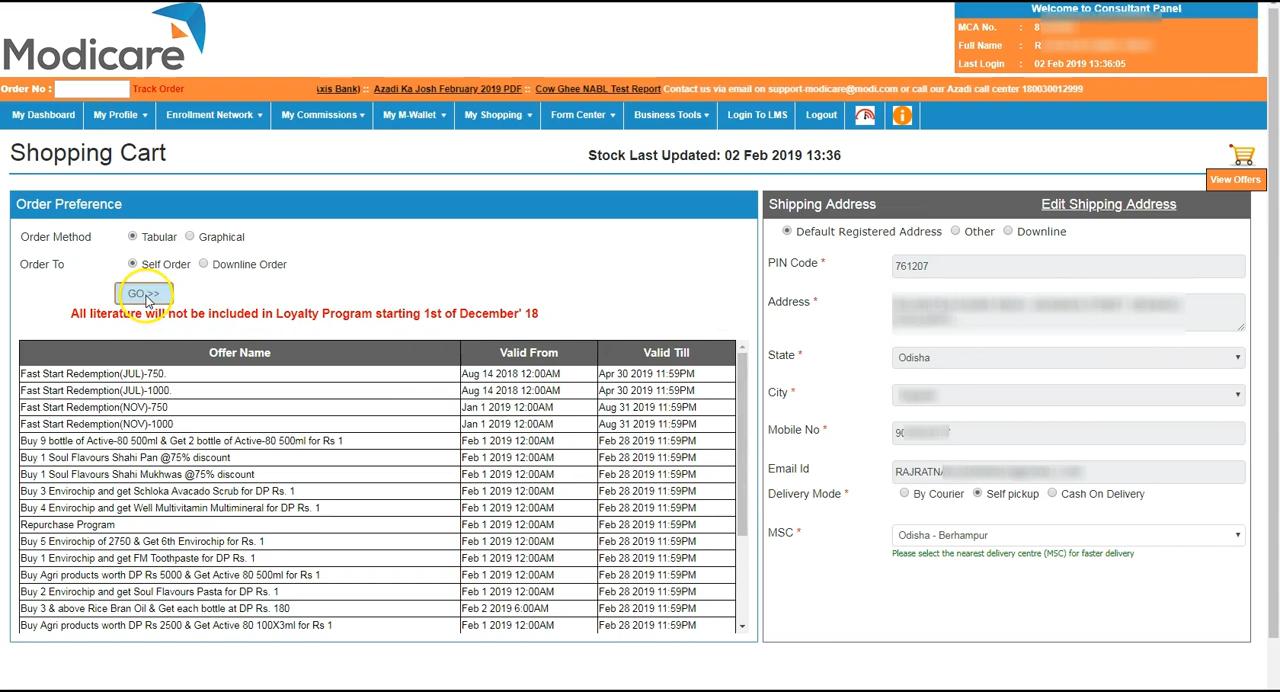 Modicare
Welcome to Consultant Panel
MCA No. : 8
Full Name : R
Last Login : 02 Feb 2019 13:36:05
Order No : Track Order
Axis Bank) :: Azadi Ka Josh February 2019 PDF :: Cow Ghee NABL Test Report Contact us via email on support-modicare@modi.com or call our Azadi call center 180030012999
My Dashboard My Profile Enrollment Network My Commissions My M-Wallet My Shopping Form Center Business Tools Login To LMS Logout
Shopping Cart
Stock Last Updated: 02 Feb 2019 13:36
View Offers
Order Preference
Order Method Tabular Graphical
Order To Self Order Downline Order
GO >>
All literature will not be included in Loyalty Program starting 1st of December' 18
Offer Name Valid From Valid Till
Fast Start Redemption(JUL)-750. Aug 14 2018 12:00AM Apr 30 2019 11:59PM
Fast Start Redemption(JUL)-1000. Aug 14 2018 12:00AM Apr 30 2019 11:59PM
Fast Start Redemption(NOV)-750 Jan 1 2019 12:00AM Aug 31 2019 11:59PM
Fast Start Redemption(NOV)-1000 Jan 1 2019 12:00AM Aug 31 2019 11:59PM
Buy 9 bottle of Active-80 500ml & Get 2 bottle of Active-80 500ml for Rs 1 Feb 1 2019 12:00AM Feb 28 2019 11:59PM
Buy 1 Soul Flavours Shahi Pan @75% discount Feb 1 2019 12:00AM Feb 28 2019 11:59PM
Buy 1 Soul Flavours Shahi Mukhwas @75% discount Feb 1 2019 12:00AM Feb 28 2019 11:59PM
Buy 3 Envirochip and get Schloka Avacado Scrub for DP Rs. 1 Feb 1 2019 12:00AM Feb 28 2019 11:59PM
Buy 4 Envirochip and get Well Multivitamin Multimineral for DP Rs. 1 Feb 1 2019 12:00AM Feb 28 2019 11:59PM
Repurchase Program Feb 1 2019 12:00AM Feb 28 2019 11:59PM
Buy 5 Envirochip of 2750 & Get 6th Envirochip for Rs. 1 Feb 1 2019 12:00AM Feb 28 2019 11:59PM
Buy 1 Envirochip and get FM Toothpaste for DP Rs. 1 Feb 1 2019 12:00AM Feb 28 2019 11:59PM
Buy Agri products worth DP Rs 5000 & Get Active 80 500ml for Rs 1 Feb 1 2019 12:00AM Feb 28 2019 11:59PM
Buy 2 Envirochip and get Soul Flavours Pasta for DP Rs. 1 Feb 1 2019 12:00AM Feb 28 2019 11:59PM
Buy 3 & above Rice Bran Oil & Get each bottle at DP Rs. 180 Feb 2 2019 6:00AM Feb 28 2019 11:59PM
Buy Agri products worth DP Rs 2500 & Get Active 80 100X3ml for Rs 1 Feb 1 2019 12:00AM Feb 28 2019 11:59PM
Shipping Address Edit Shipping Address
Default Registered Address Other Downline
PIN Code * 761207
Address *
State * Odisha
City *
Mobile No * 90
Email Id RAJRATNA
Delivery Mode * By Courier Self pickup Cash On Delivery
MSC * Odisha - Berhampur
Please select the nearest delivery centre (MSC) for faster delivery